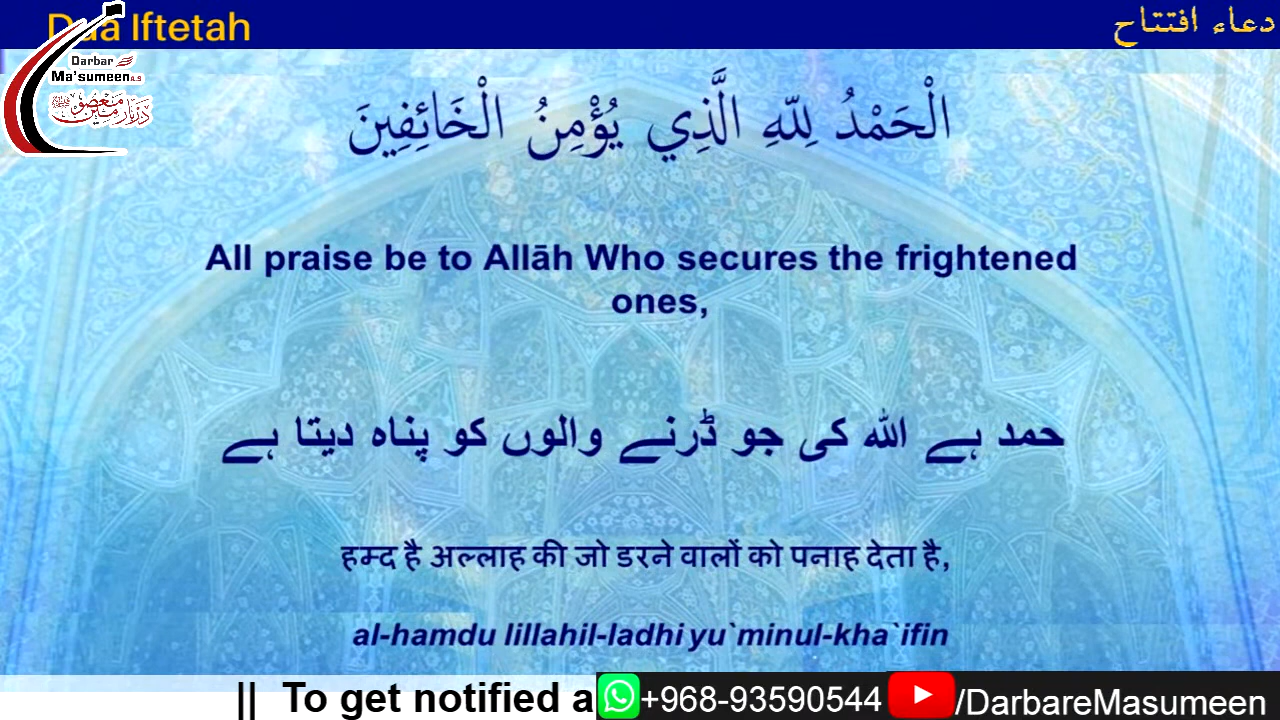 Dua Iftetah
دعاء افتتاح
Darbar
Ma'sumeen a.s
الْحَمْدُ لِلّٰهِ الَّذِي يُؤْمِنُ الْخَائِفِينَ
All praise be to Allāh Who secures the frightened
ones,
حمد ہے اللہ کی جو ڈرنے والوں کو پناہ دیتا ہے
हम्द है अल्लाह की जो डरने वालों को पनाह देता है,
al-hamdu lillahil-ladhi yu`minul-kha`ifin
|| To get notified a
+968-93590544
/DarbareMasumeen